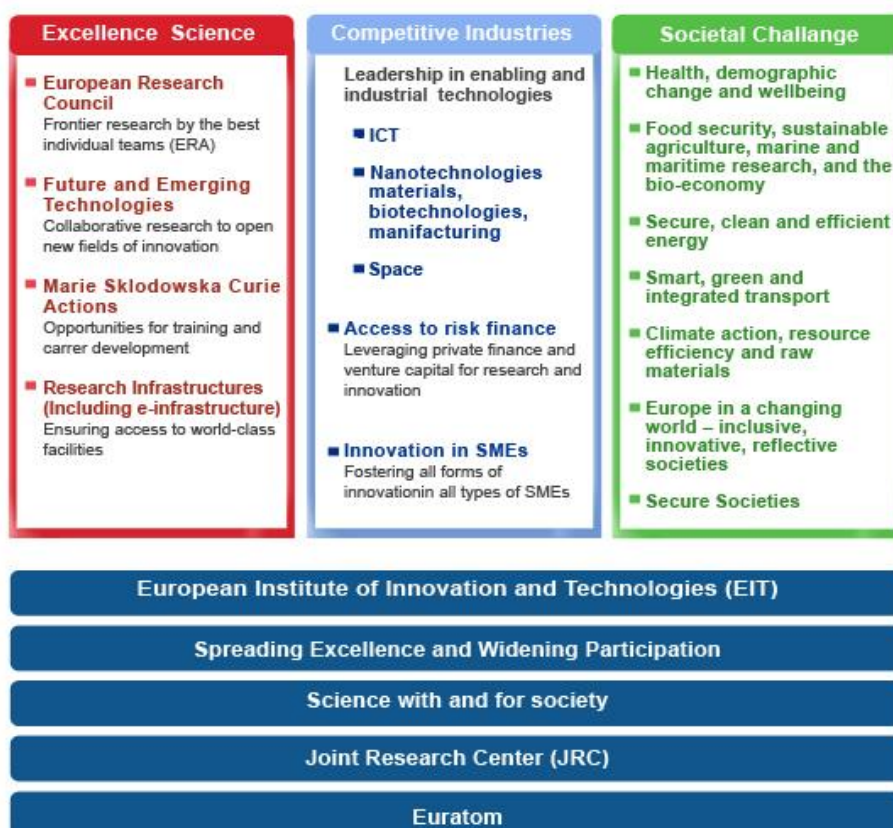 Excellence Science
European Research
Council
Frontier research by the best
individual teams (ERA)
Future and Emerging
Technologies
Collaborative research to open
new fields of innovation
Marie Sklodowska Curie
Actions
Opportunities for training and
carrer development
Research Infrastructures
(Including e-infrastructure)
Ensuring access to world-class
facilities
Competitive Industries
Leadership in enabling and
industrial technologies
ICT
Nanotechnologies
materials,
biotechnologies,
manifacturing
Space
Access to risk finance
Leveraging private finance and
venture capital for research and
innovation
Innovation in SMEs
Fostering all forms of
innovationin all types of SMEs
Societal Challange
Health, demographic
change and wellbeing
Food security, sustainable
agriculture, marine and
maritime research, and the
bio-economy
Secure, clean and efficient
energy
Smart, green and
integrated transport
Climate action, resource
efficiency and raw
materials
Europe in a changing
world – inclusive,
innovative, reflective
societies
Secure Societies
European Institute of Innovation and Technologies (EIT)
Spreading Excellence and Widening Participation
Science with and for society
Joint Research Center (JRC)
Euratom